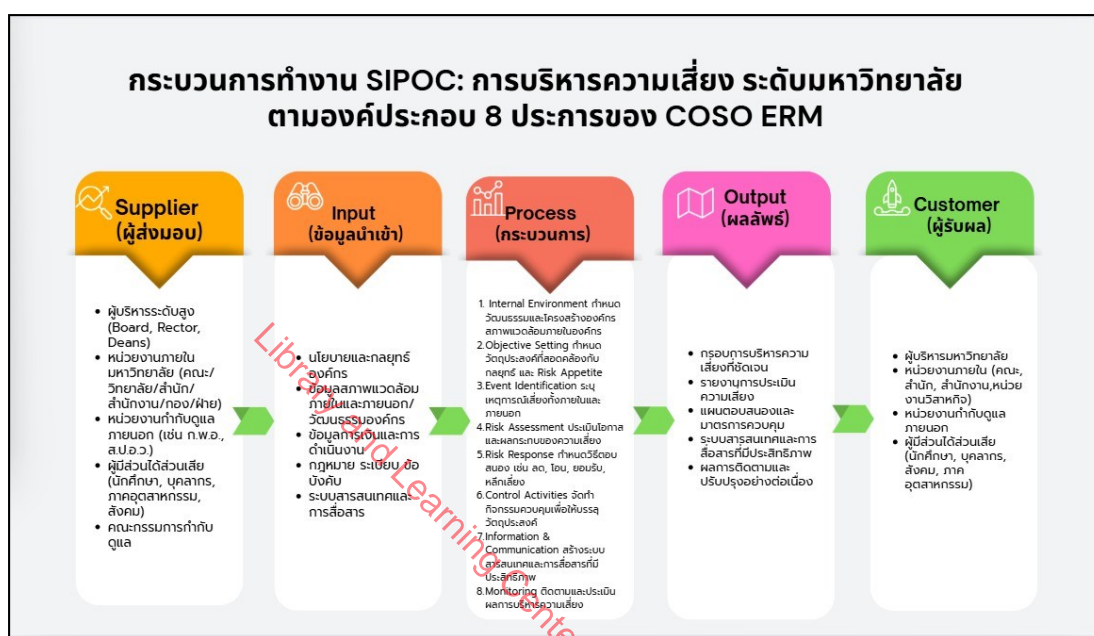 กระบวนการทำงาน SIPOC: การบริหารความเสี่ยง ระดับมหาวิทยาลัย
ตามองค์ประกอบ 8 ประการของ COSO ERM
Supplier
(ผู้ส่งมอบ)
• ผู้บริหารระดับสูง
(Board, Rector,
Deans)
• หน่วยงานภายใน
มหาวิทยาลัย (คณะ/
วิทยาลัย/สำนัก/
สำนักงาน/กอง/ฝ่าย)
• หน่วยงานกำกับดูแล
ภายนอก (เช่น ก.พ.อ.,
ส.ป.อ.ว.)
• ผู้มีส่วนได้ส่วนเสีย
(นักศึกษา, บุคลากร,
ภาคอุตสาหกรรม,
สังคม)
• คณะกรรมการกำกับ
ดูแล
Input
(ข้อมูลนำเข้า)
• นโยบายและกลยุทธ์
องค์กร
• ข้อมูลสภาพแวดล้อม
ภายในและภายนอก/
วัฒนธรรมองค์กร
• ข้อมูลการเงินและการ
ดำเนินงาน
• กฎหมาย ระเบียบ ข้อ
บังคับ
• ระบบสารสนเทศและ
การสื่อสาร
Process
(กระบวนการ)
1. Internal Environment กำหนด
วัฒนธรรมและโครงสร้างองค์กร
สภาพแวดล้อมภายในองค์กร
2.Objective Setting กำหนด
วัตถุประสงค์ที่สอดคล้องกับ
กลยุทธ์ และ Risk Appetite
3.Event Identification ระบุ
เหตุการณ์เสี่ยงทั้งภายในและ
ภายนอก
4.Risk Assessment ประเมินโอกาส
และผลกระทบของความเสี่ยง
5.Risk Response กำหนดวิธีตอบ
สนอง เช่น ลด, โอน, ยอมรับ,
หลีกเลี่ยง
6.Control Activities จัดทำ
กิจกรรมควบคุมเพื่อให้บรรลุ
วัตถุประสงค์
7.Information &
Communication สร้างระบบ
สารสนเทศและการสื่อสารที่มี
ประสิทธิภาพ
8.Monitoring ติดตามและประเมิน
ผลการบริหารความเสี่ยง
Output
(ผลลัพธ์)
• กรอบการบริหารความ
เสี่ยงที่ชัดเจน
• รายงานการประเมิน
ความเสี่ยง
• แผนตอบสนองและ
มาตรการควบคุม
• ระบบสารสนเทศและการ
สื่อสารที่มีประสิทธิภาพ
• ผลการติดตามและ
ปรับปรุงอย่างต่อเนื่อง
Customer
(ผู้รับผล)
• ผู้บริหารมหาวิทยาลัย
• หน่วยงานภายใน (คณะ,
สำนัก, สำนักงาน,หน่วย
งานวิสาหกิจ)
• หน่วยงานกำกับดูแล
ภายนอก
• ผู้มีส่วนได้ส่วนเสีย
(นักศึกษา, บุคลากร,
สังคม, ภาค
อุตสาหกรรม)
Library and Learning Cente